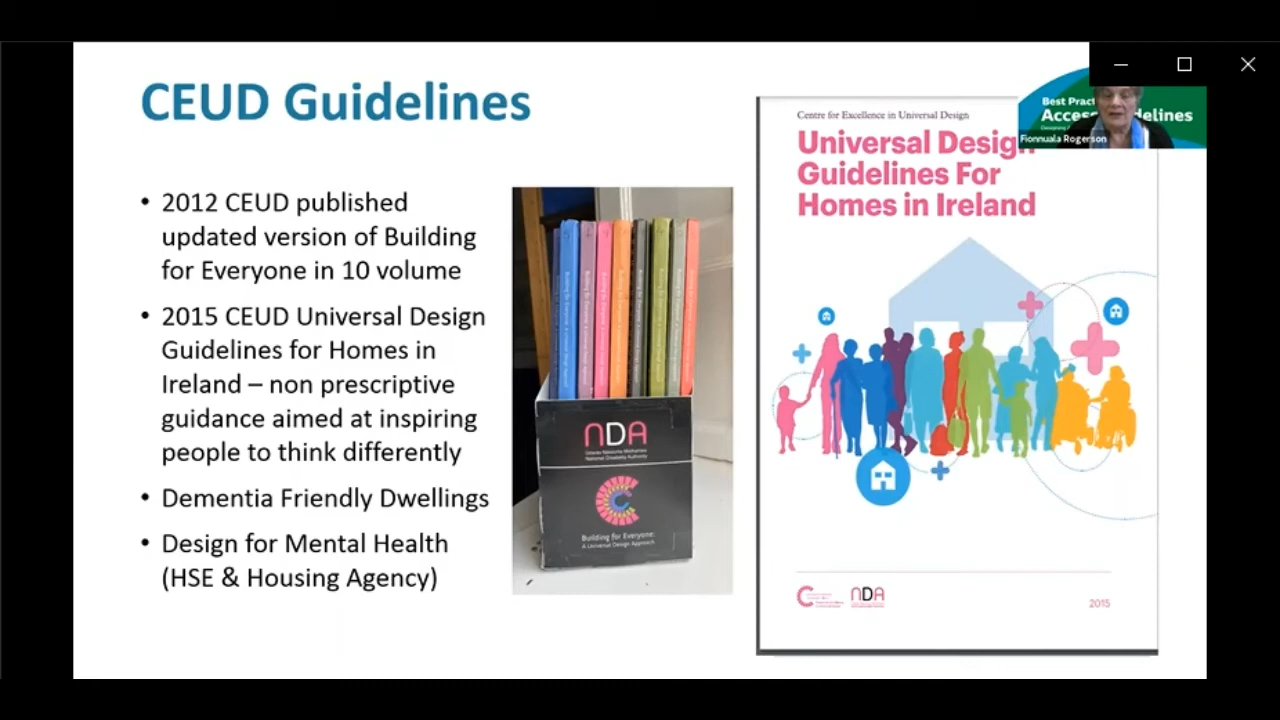 CEUD Guidelines
• 2012 CEUD published
updated version of Building
for Everyone in 10 volume
• 2015 CEUD Universal Design
Guidelines for Homes in
Ireland – non prescriptive
guidance aimed at inspiring
people to think differently
• Dementia Friendly Dwellings
• Design for Mental Health
(HSE & Housing Agency)
NDA
National Disability Authority
Building for Everyone:
A Universal Design Approach
Centre for Excellence in Universal Design
Universal Design
Guidelines For
Homes in Ireland
NDA
2015
Best
Fionnuala Rogerson